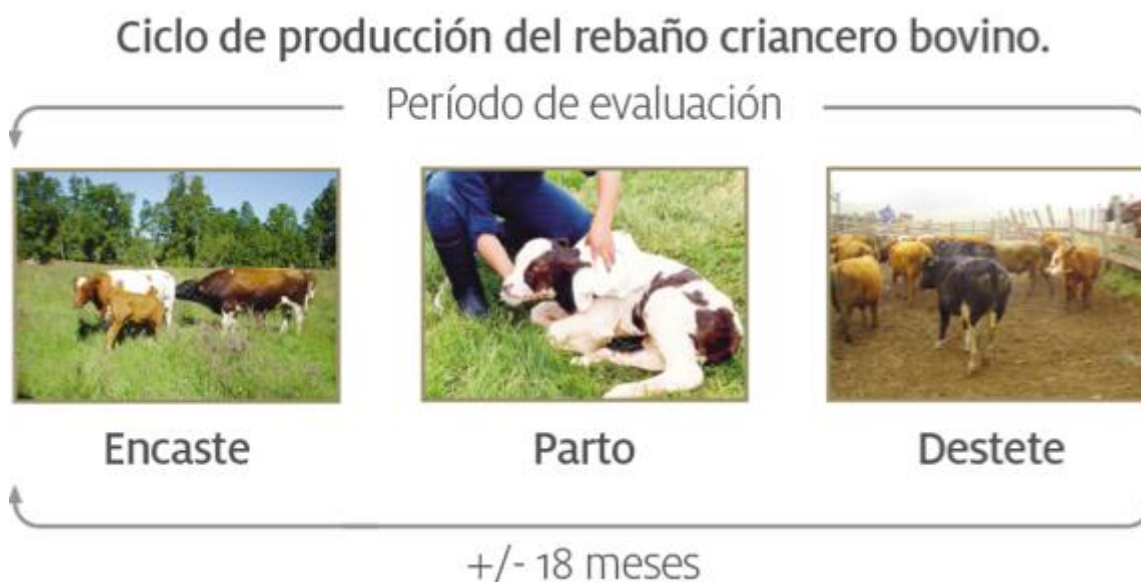 Ciclo de producción del rebaño criancero bovino.
Período de evaluación
Encaste
Parto
Destete
+/- 18 meses